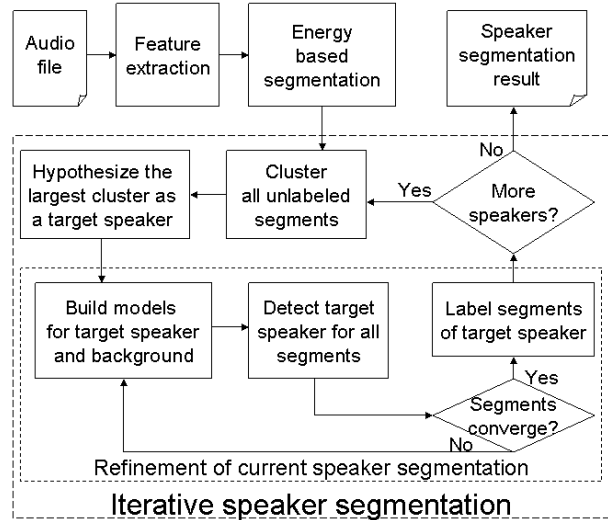 Audio
file
Feature
extraction
Energy
based
segmentation
Speaker
segmentation
result
Hypothesize the
largest cluster as
a target speaker
Cluster
all unlabeled
segments
Yes
No
More
speakers?
Build models
for target speaker
and background
Detect target
speaker for all
segments
Label segments
of target speaker
Yes
Segments
converge?
No
Refinement of current speaker segmentation
Iterative speaker segmentation